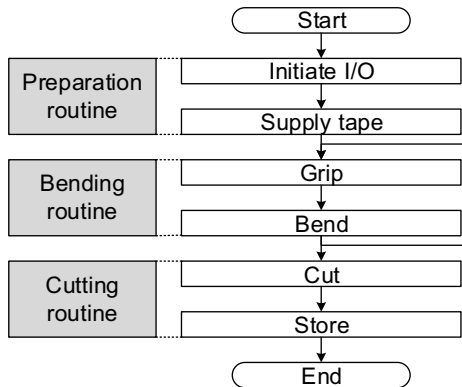 Start
Preparation
routine
Initiate I/O
Supply tape
Bending
routine
Grip
Bend
Cutting
routine
Cut
Store
End